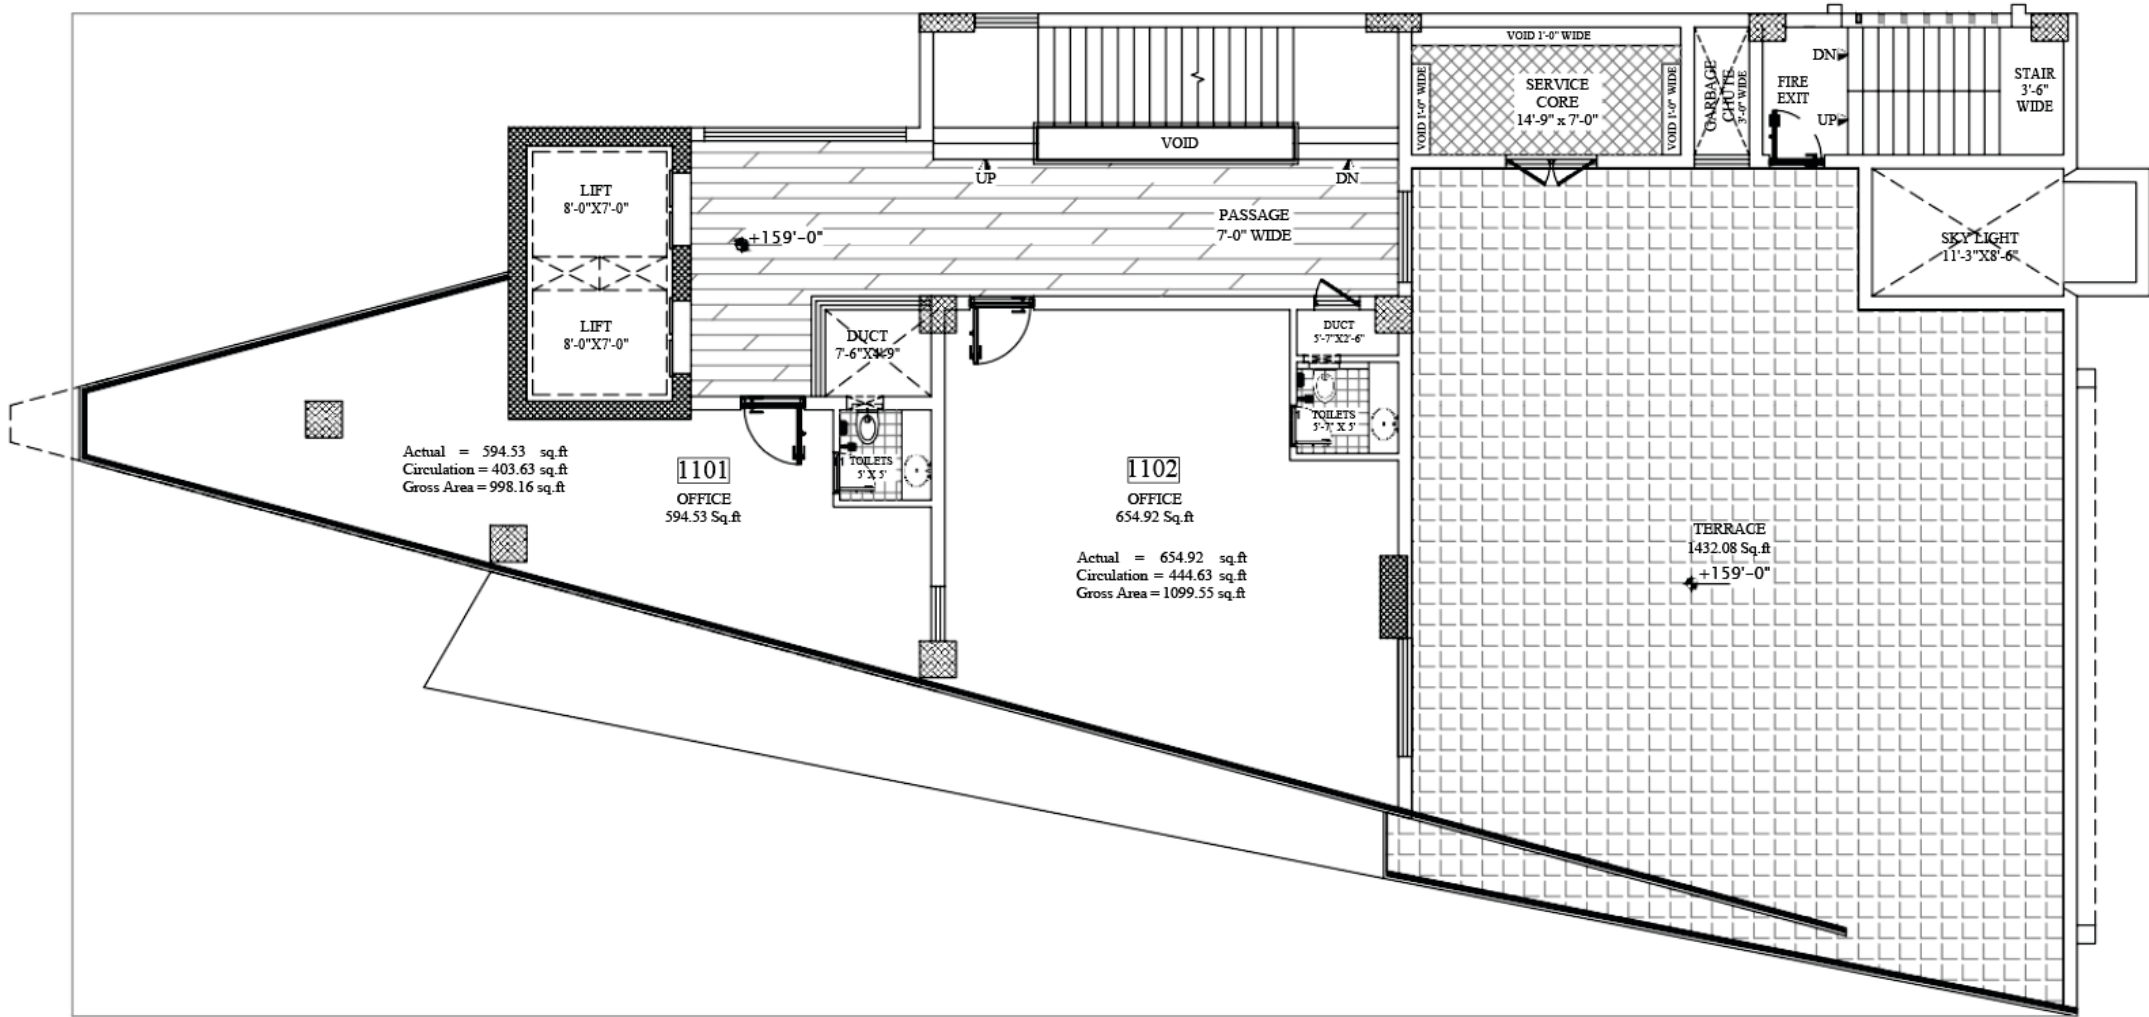 VOID 1'-0" WIDE
VOID 1'-0" WIDE
SERVICE
CORE
14'-9" x 7'-0"
VOID 1'-0" WIDE
GARBAGE
CHUTE
3'-0" WIDE
DN
FIRE
EXIT
UP
STAIR
3'-6"
WIDE
VOID
UP
DN
LIFT
8'-0"X7'-0"
PASSAGE
7'-0" WIDE
+159'-0"
SKY LIGHT
11'-3"X8'-6"
LIFT
8'-0"X7'-0"
DUCT
7'-6"X4'-9"
DUCT
5'-7"X2'-6"
TOILETS
5'-7" X 5'
Actual = 594.53 sq.ft
Circulation = 403.63 sq.ft
Gross Area = 998.16 sq.ft
1101
OFFICE
594.53 Sq.ft
TOILETS
5' X 5'
1102
OFFICE
654.92 Sq.ft
Actual = 654.92 sq.ft
Circulation = 444.63 sq.ft
Gross Area = 1099.55 sq.ft
TERRACE
1432.08 Sq.ft
+159'-0"